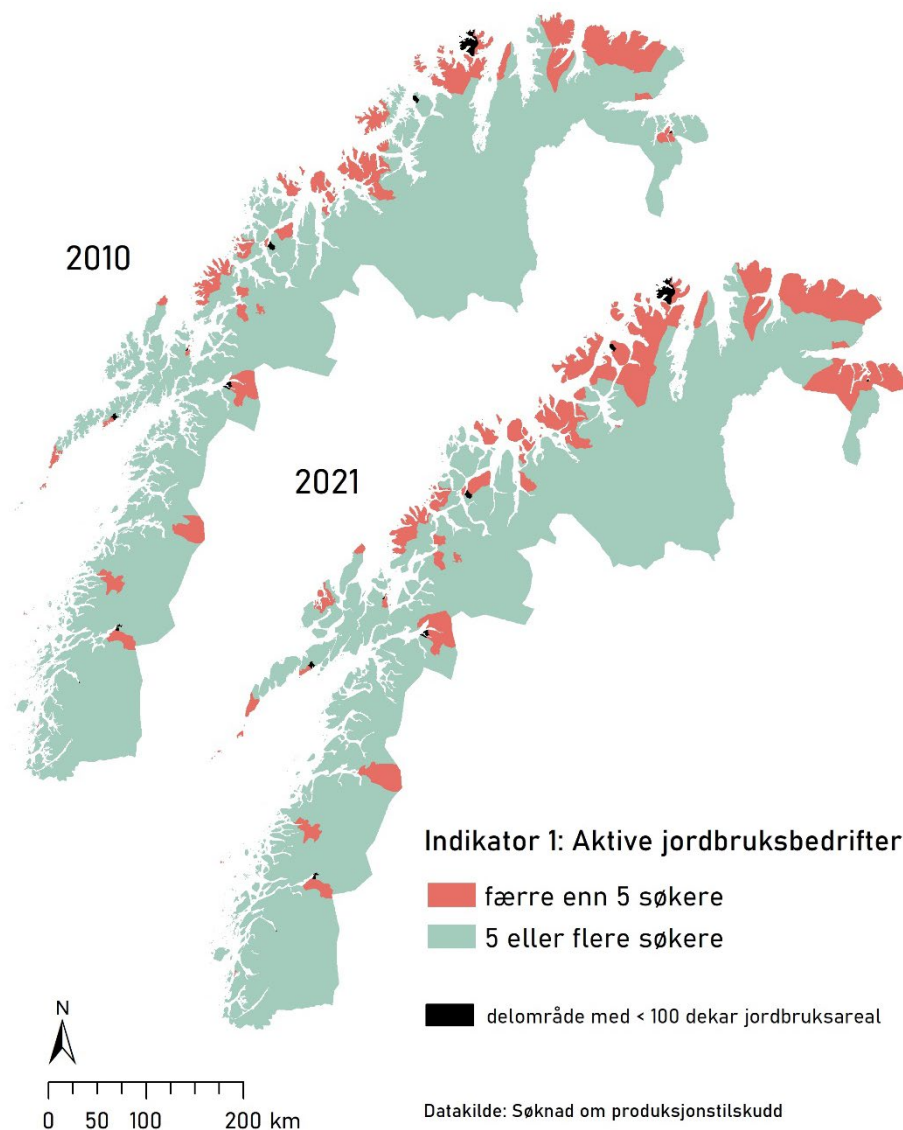 2010
2021
Indikator 1: Aktive jordbruksbedrifter
færre enn 5 søkere
5 eller flere søkere
delområde med < 100 dekar jordbruksareal
N
0 50 100 200 km
Datakilde: Søknad om produksjonstilskudd